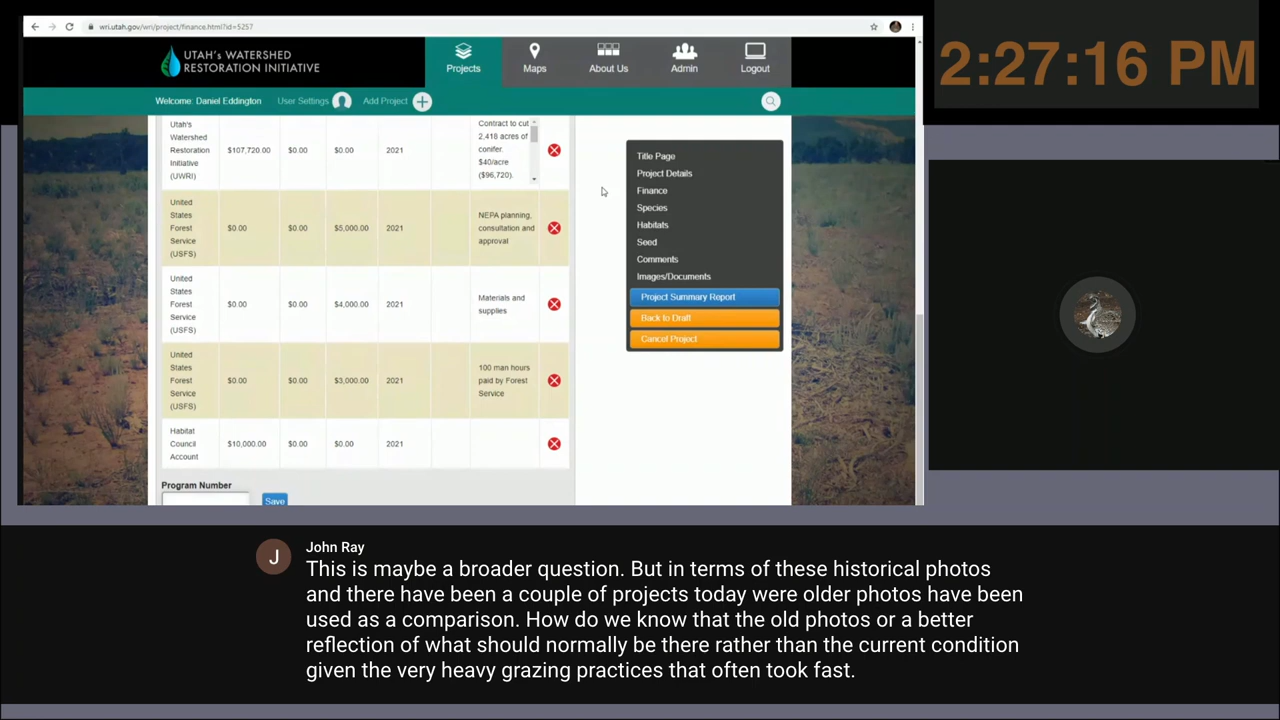 wri.utah.gov/wri/project/finance.html?id=5257
2:27:16 PM
UTAH'S WATERSHED
RESTORATION INITIATIVE
Projects
Maps
About Us
Admin
Logout
Welcome: Daniel Eddington
User Settings
Add Project
Utah's
Watershed
Restoration
Initiative
(UWRI)
$107,720.00
$0.00
$0.00
2021
Contract to cut
2,418 acres of
conifer.
$40/acre
($96,720).
United
States
Forest
Service
(USFS)
$0.00
$0.00
$5,000.00
2021
NEPA planning,
consultation and
approval
United
States
Forest
Service
(USFS)
$0.00
$0.00
$4,000.00
2021
Materials and
supplies
United
States
Forest
Service
(USFS)
$0.00
$0.00
$3,000.00
2021
100 man hours
paid by Forest
Service
Habitat
Council
Account
$10,000.00
$0.00
$0.00
2021
Program Number
Save
Title Page
Project Details
Finance
Species
Habitats
Seed
Comments
Images/Documents
Project Summary Report
Back to Draft
Cancel Project
J
John Ray
This is maybe a broader question. But in terms of these historical photos
and there have been a couple of projects today were older photos have been
used as a comparison. How do we know that the old photos or a better
reflection of what should normally be there rather than the current condition
given the very heavy grazing practices that often took fast.